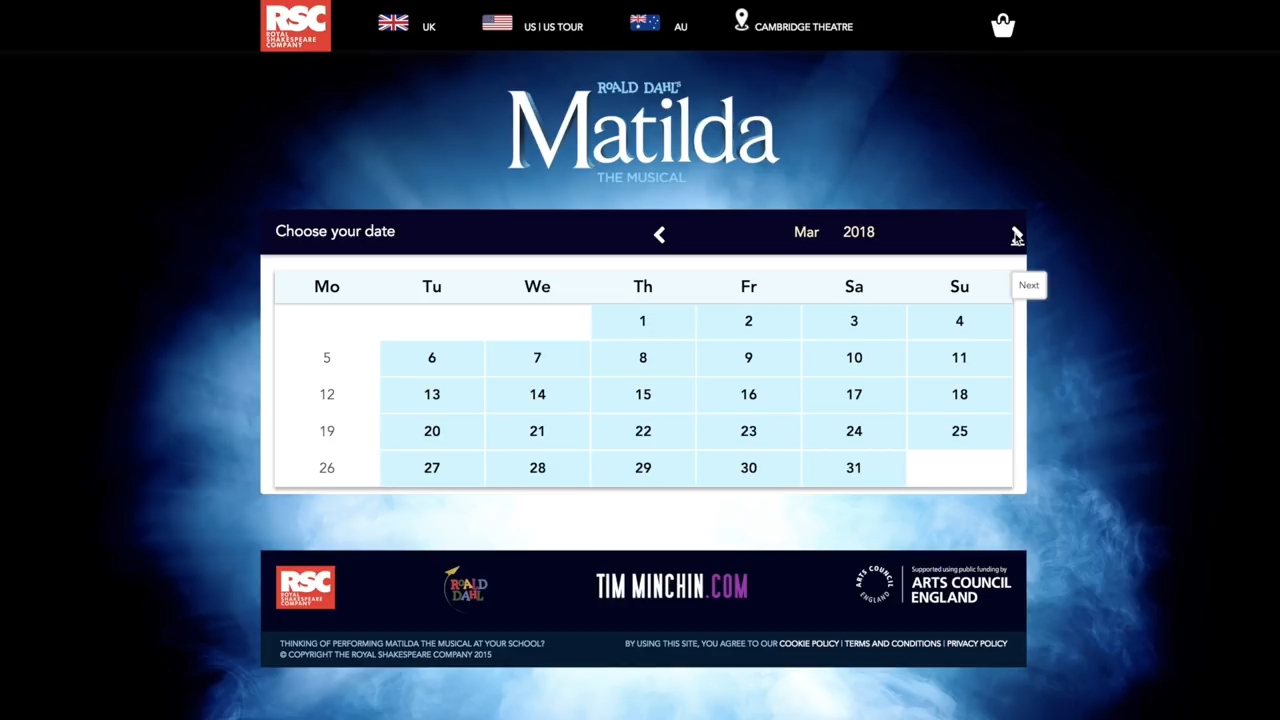 RSC
ROYAL
SHAKESPEARE
COMPANY
UK
US | US TOUR
AU
CAMBRIDGE THEATRE
ROALD DAHL'S
Matilda
THE MUSICAL
Choose your date
Mar 2018
Mo Tu We Th Fr Sa Su
Next
1 2 3 4
5 6 7 8 9 10 11
12 13 14 15 16 17 18
19 20 21 22 23 24 25
26 27 28 29 30 31
RSC
ROYAL
SHAKESPEARE
COMPANY
ROALD
DAHL
TIM MINCHIN.COM
ARTS COUNCIL
ENGLAND
Supported using public funding by
ARTS COUNCIL
ENGLAND
THINKING OF PERFORMING MATILDA THE MUSICAL AT YOUR SCHOOL?
© COPYRIGHT THE ROYAL SHAKESPEARE COMPANY 2015
BY USING THIS SITE, YOU AGREE TO OUR COOKIE POLICY | TERMS AND CONDITIONS | PRIVACY POLICY